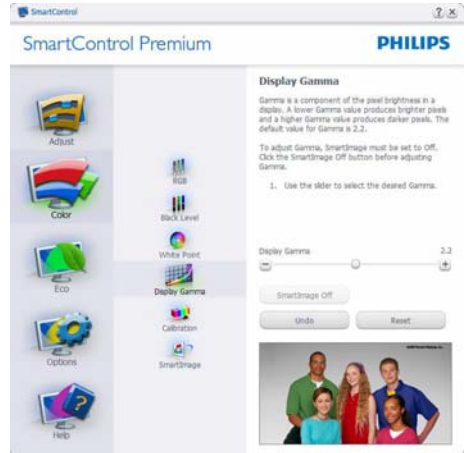 SmartControl
SmartControl Premium
PHILIPS
Adjust
Color
Eco
Options
Help
RGB
Black Level
White Point
Display Gamma
Calibration
SmartImage
Display Gamma
Gamma is a component of the pixel brightness in a
display. A lower Gamma value produces brighter pixels
and a higher Gamma value produces darker pixels. The
default value for Gamma is 2.2.
To adjust Gamma, SmartImage must be set to Off.
Click the SmartImage Off button before adjusting
Gamma.
1. Use the slider to select the desired Gamma.
Display Gamma 2.2
SmartImage Off
Undo Reset